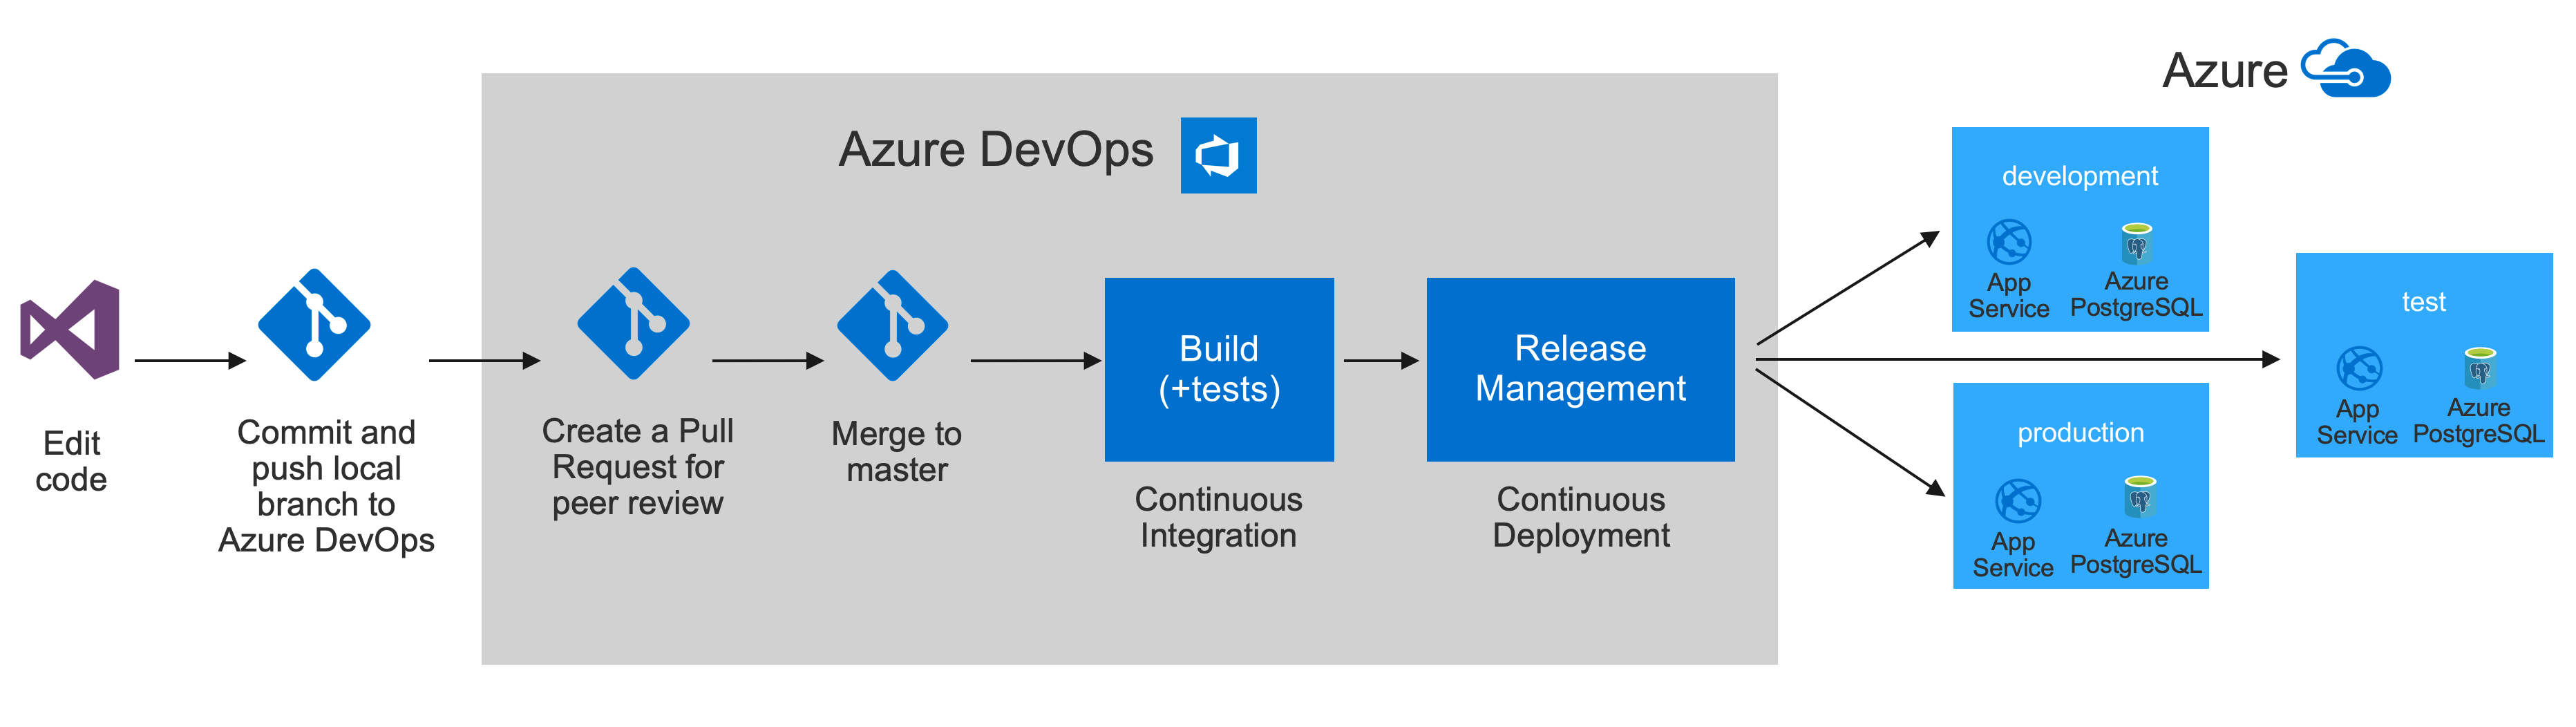 Azure
Azure DevOps
Edit
code
Commit and
push local
branch to
Azure DevOps
Create a Pull
Request for
peer review
Merge to
master
Build
(+tests)
Continuous
Integration
Release
Management
Continuous
Deployment
development
App
Service
Azure
PostgreSQL
test
App
Service
Azure
PostgreSQL
production
App
Service
Azure
PostgreSQL